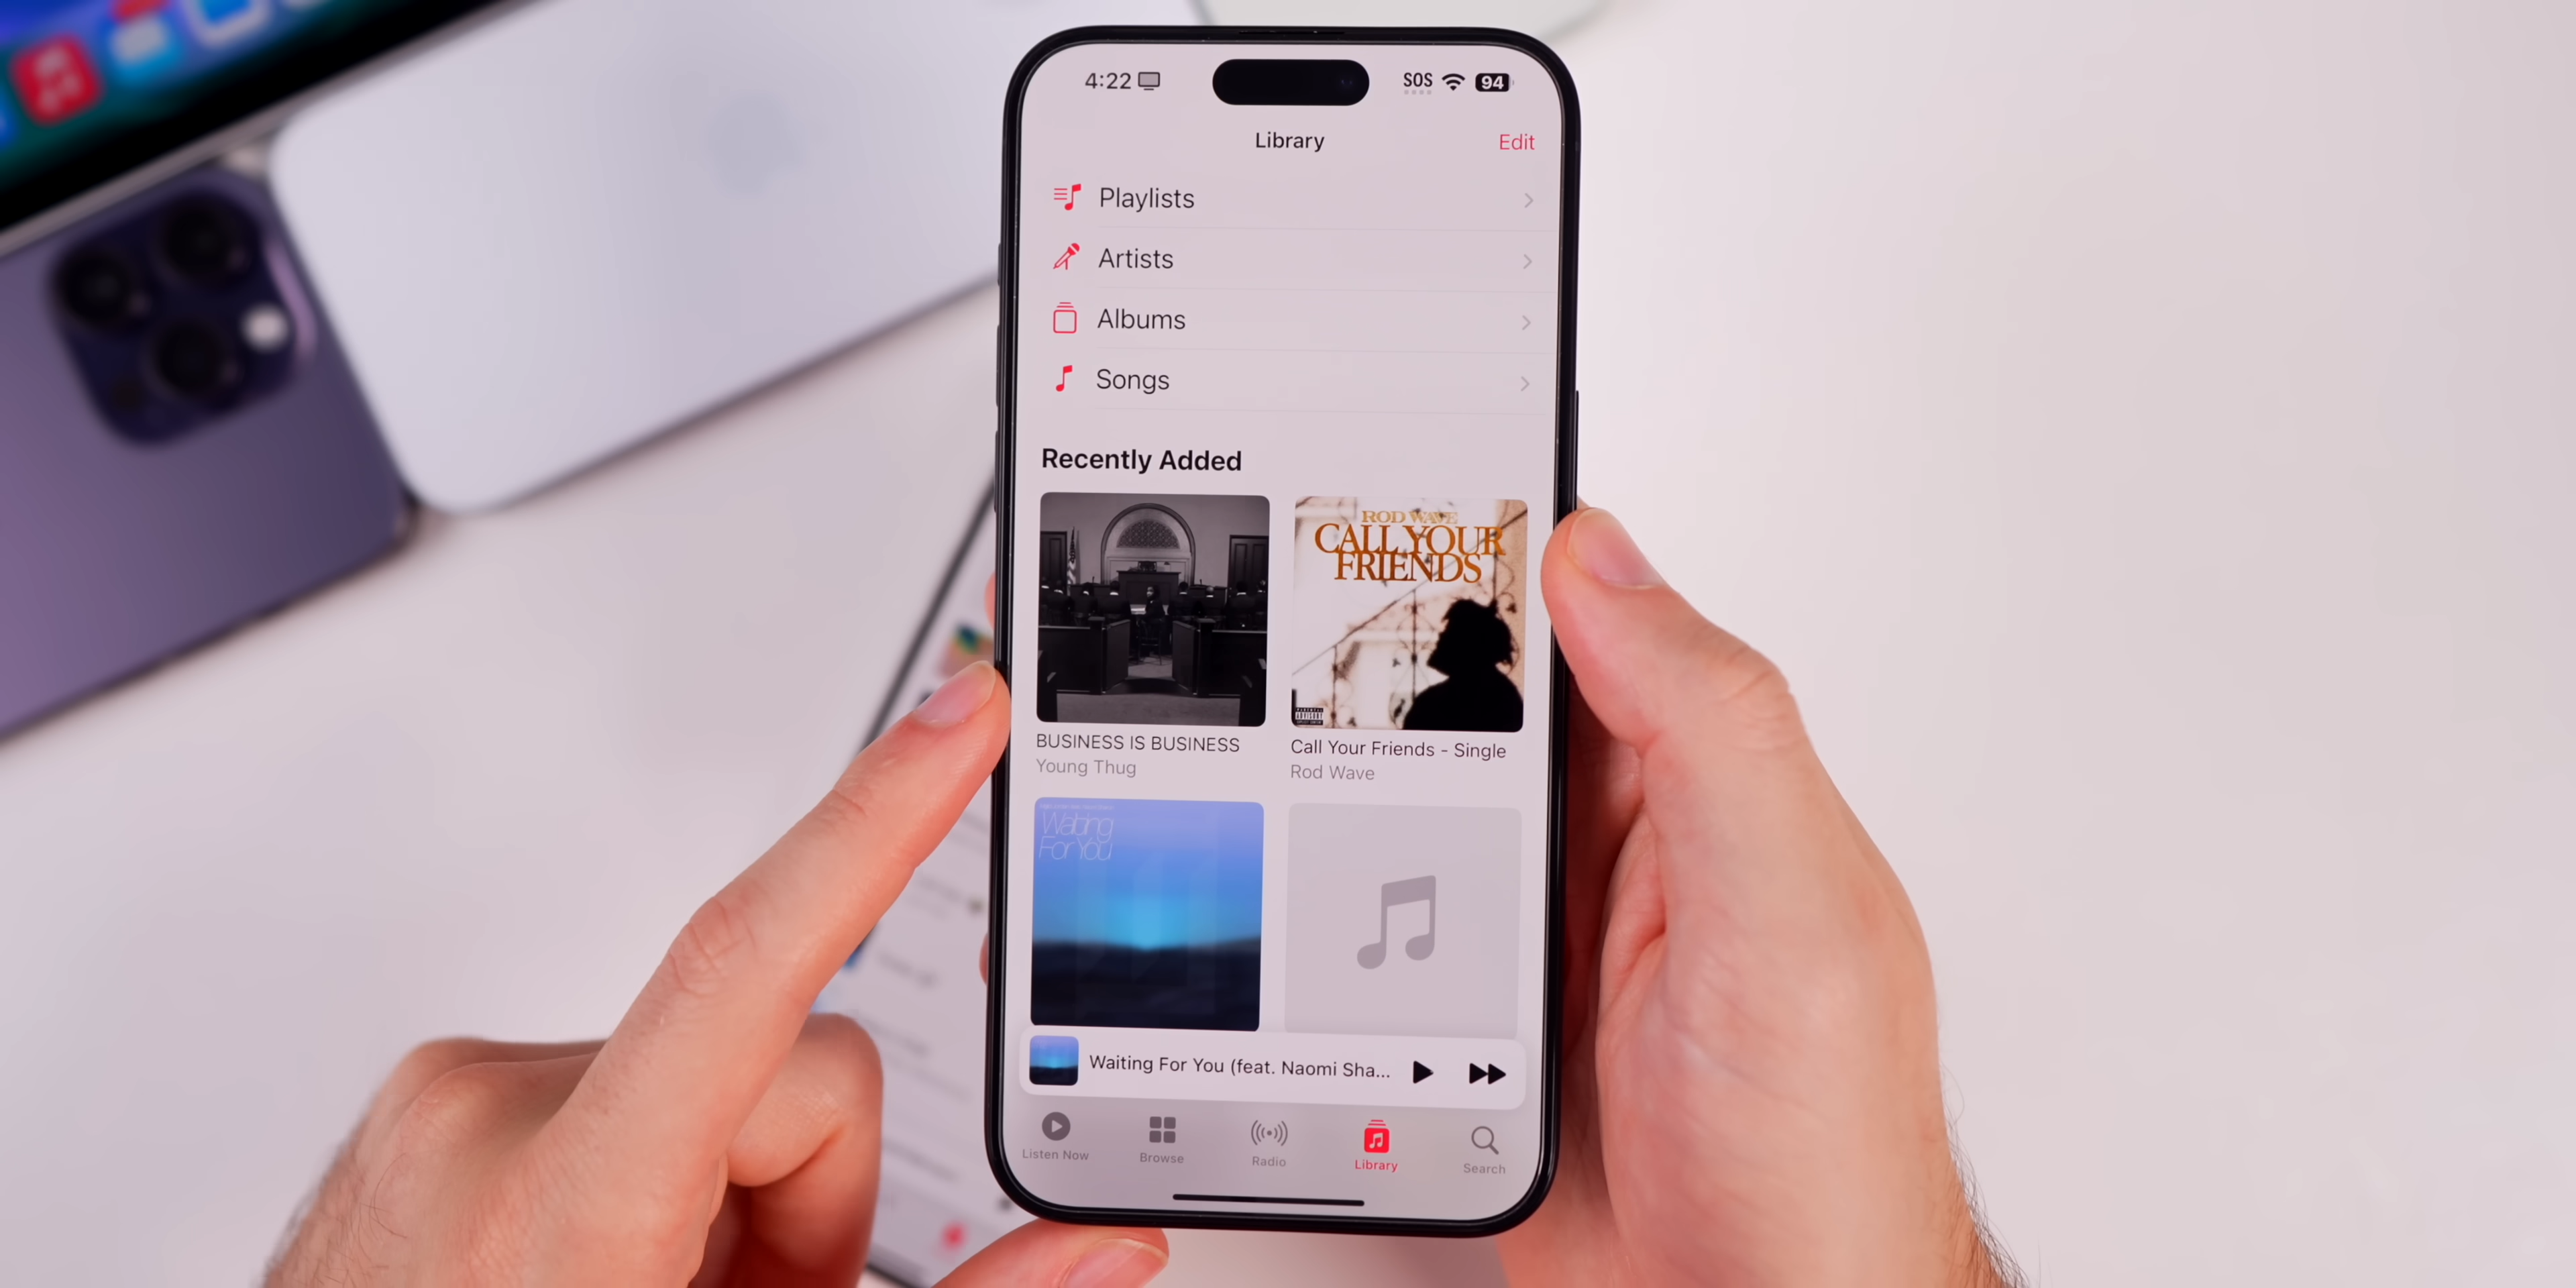 4:22 SOS 94
Library Edit
Playlists
Artists
Albums
Songs
Recently Added
ROD WAVE
CALL YOUR
FRIENDS
BUSINESS IS BUSINESS
Young Thug
Call Your Friends - Single
Rod Wave
Waiting
For You
Waiting For You (feat. Naomi Sha...
Listen Now Browse Radio Library Search